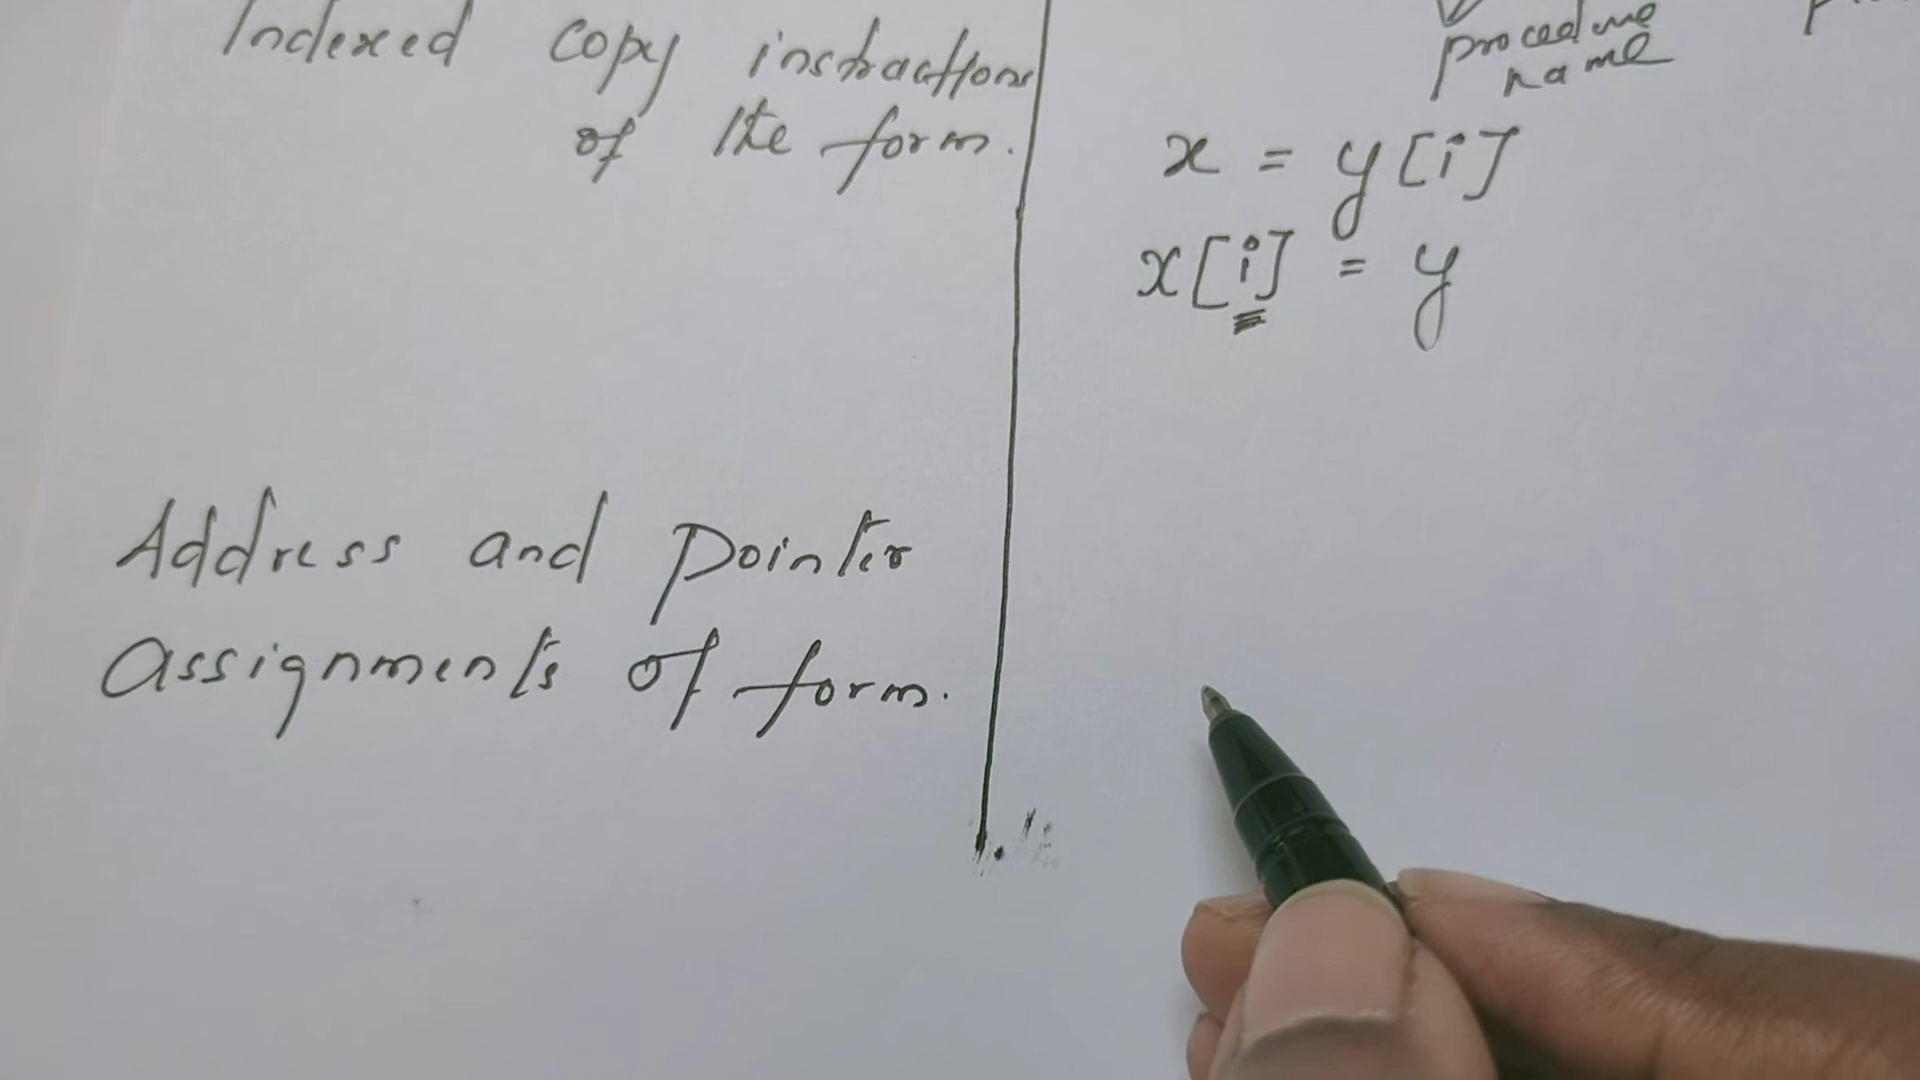 Indexed copy instructions
of the form.
procedure
name
x = y[i]
x[i] = y
Address and pointer
assignments of form.